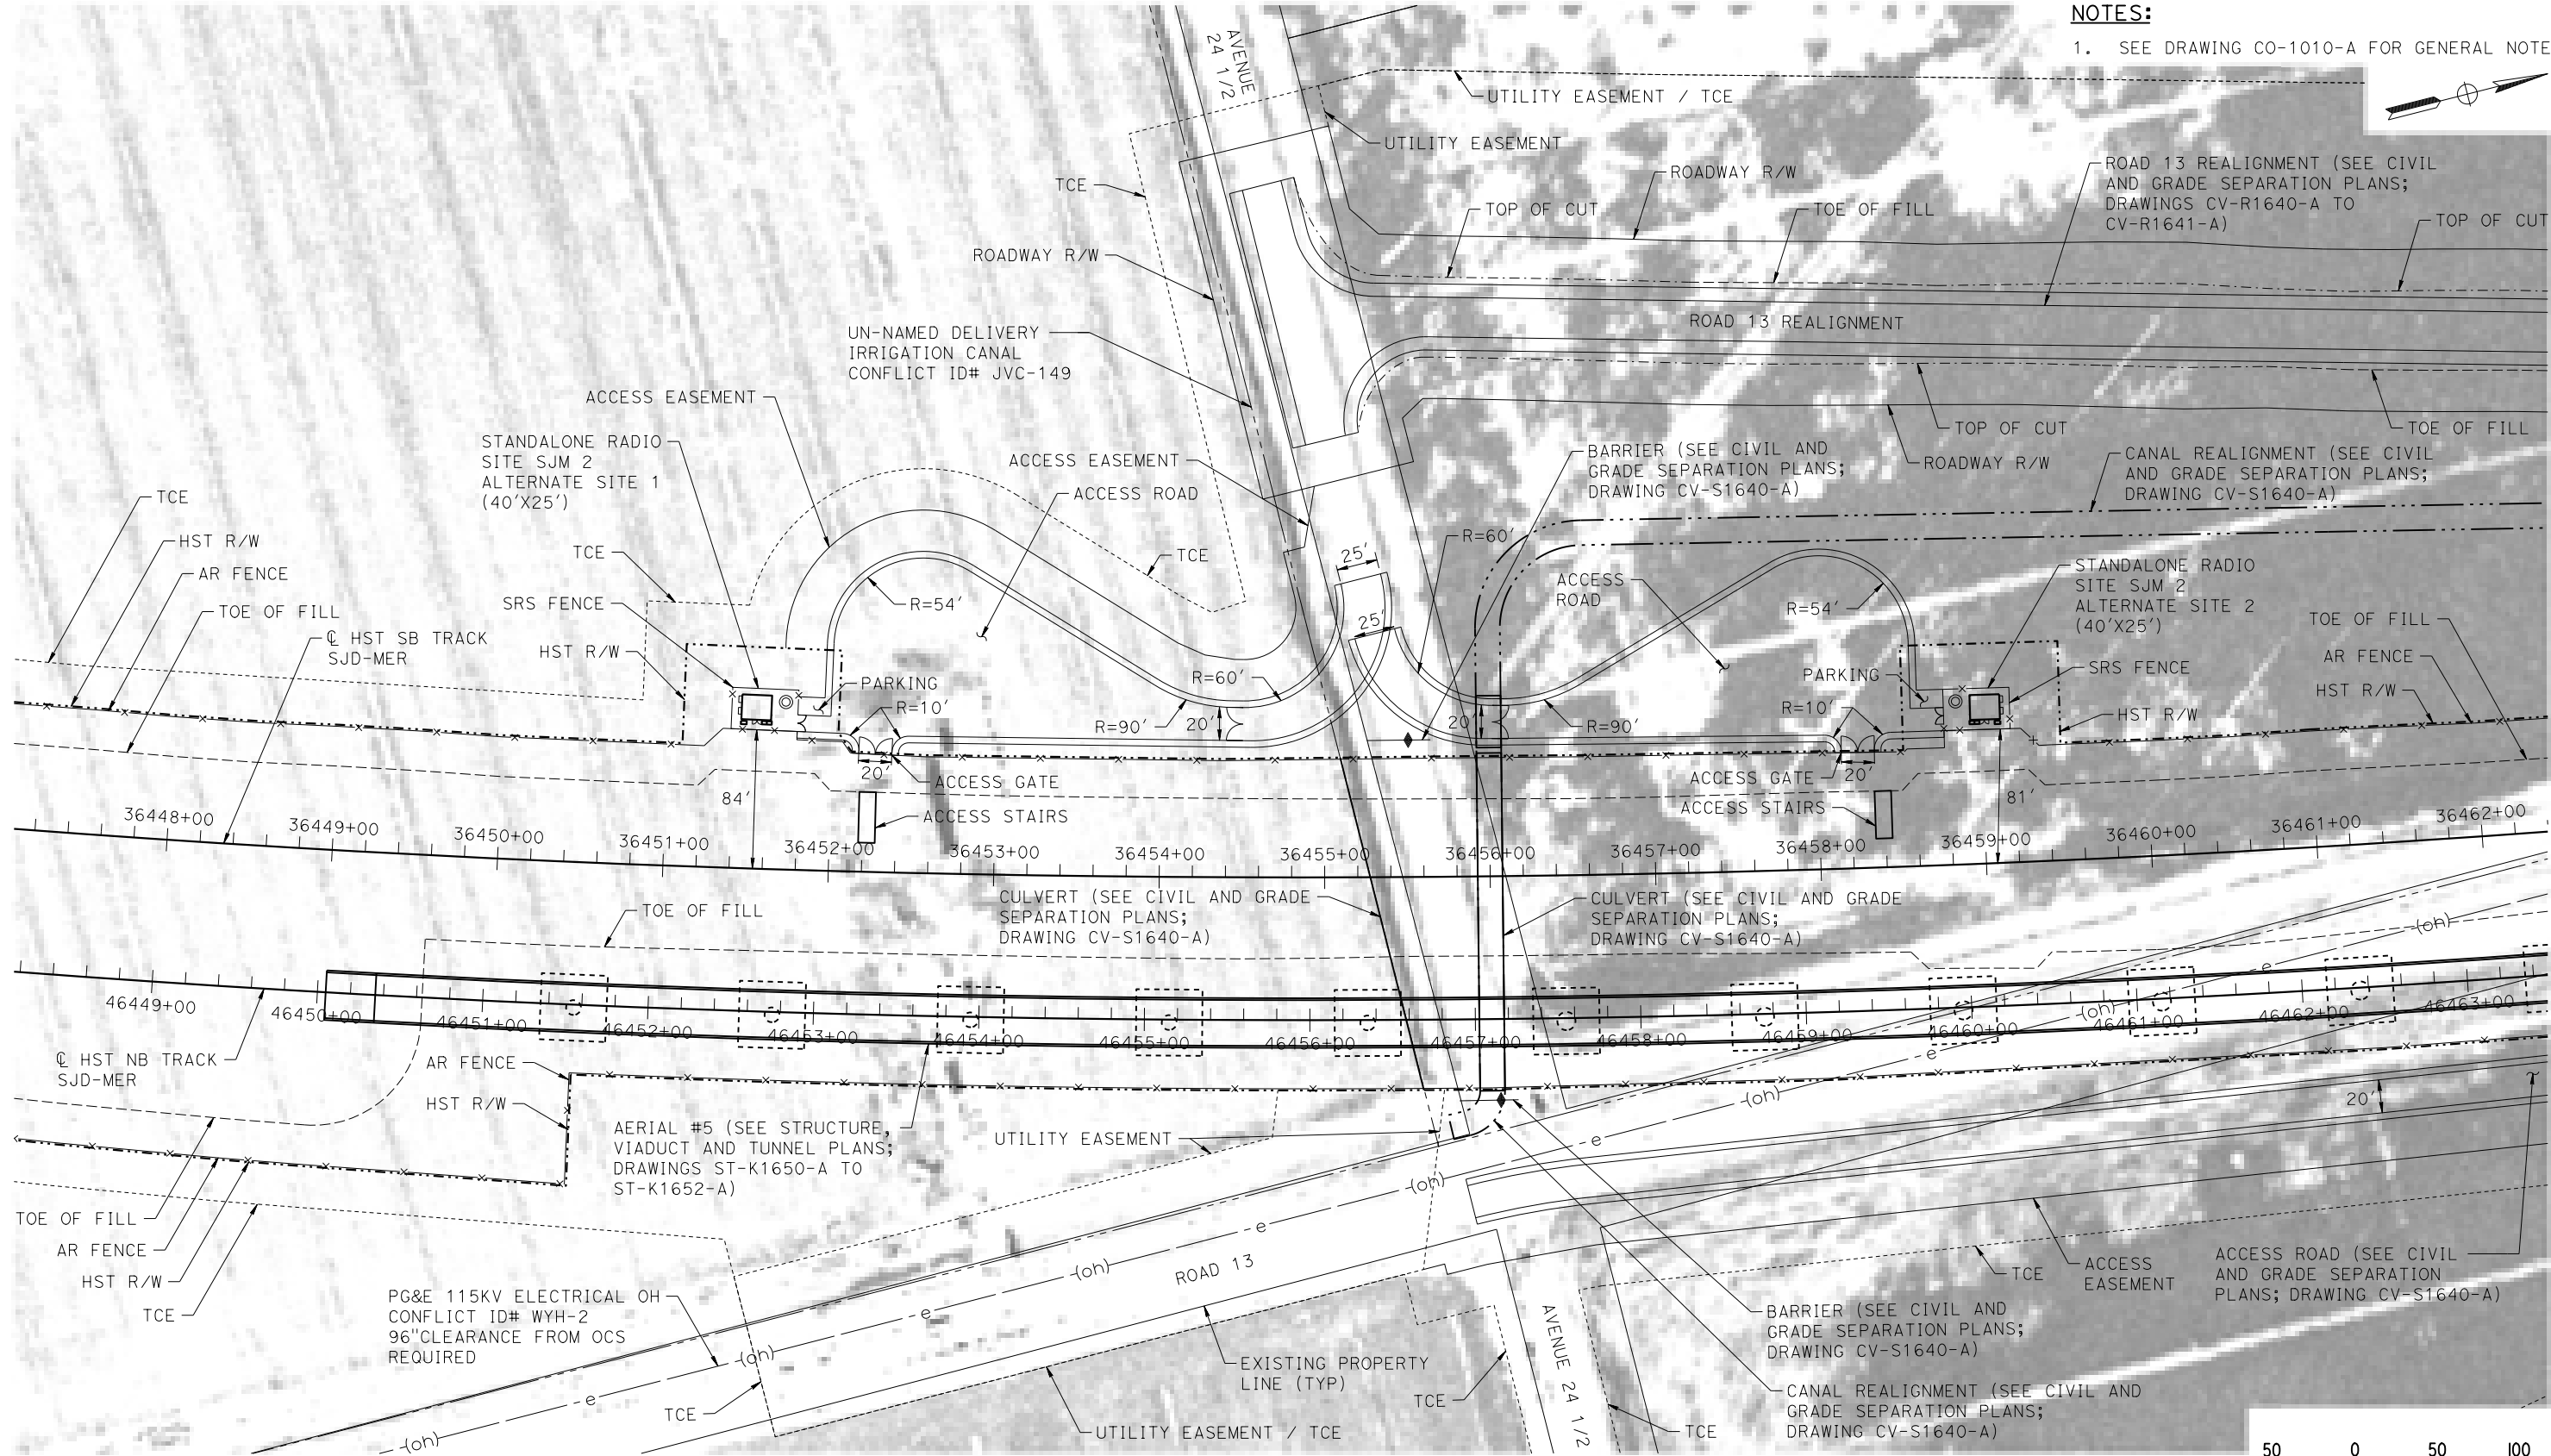 NOTES:
1. SEE DRAWING CO-1010-A FOR GENERAL NOTE
AVENUE
24 1/2
UTILITY EASEMENT / TCE
UTILITY EASEMENT
TCE
ROADWAY R/W
ROAD 13 REALIGNMENT (SEE CIVIL
AND GRADE SEPARATION PLANS;
DRAWINGS CV-R1640-A TO
CV-R1641-A)
TOP OF CUT
TOE OF FILL
TOP OF CUT
ROADWAY R/W
UN-NAMED DELIVERY
IRRIGATION CANAL
CONFLICT ID# JVC-149
ROAD 13 REALIGNMENT
ACCESS EASEMENT
STANDALONE RADIO
SITE SJM 2
ALTERNATE SITE 1
(40'X25')
ACCESS EASEMENT
ACCESS ROAD
BARRIER (SEE CIVIL AND
GRADE SEPARATION PLANS;
DRAWING CV-S1640-A)
TOP OF CUT
TOE OF FILL
ROADWAY R/W
CANAL REALIGNMENT (SEE CIVIL
AND GRADE SEPARATION PLANS;
DRAWING CV-S1640-A)
TCE
HST R/W
AR FENCE
TOE OF FILL
℄ HST SB TRACK
SJD-MER
TCE
SRS FENCE
HST R/W
R=54'
TCE
25'
25'
R=60'
ACCESS
ROAD
R=54'
STANDALONE RADIO
SITE SJM 2
ALTERNATE SITE 2
(40'X25')
TOE OF FILL
AR FENCE
HST R/W
PARKING
R=10'
R=60'
R=90'
20'
20'
R=90'
PARKING
R=10'
SRS FENCE
HST R/W
20'
ACCESS GATE
ACCESS STAIRS
84'
ACCESS GATE
20'
ACCESS STAIRS
81'
36448+00
36449+00
36450+00
36451+00
36452+00
36453+00
36454+00
36455+00
36456+00
36457+00
36458+00
36459+00
36460+00
36461+00
36462+00
TOE OF FILL
CULVERT (SEE CIVIL AND GRADE
SEPARATION PLANS;
DRAWING CV-S1640-A)
CULVERT (SEE CIVIL AND GRADE
SEPARATION PLANS;
DRAWING CV-S1640-A)
(oh)
e
(oh)
e
(oh)
e
(oh)
e
(oh)
e
(oh)
e
(oh)
46449+00
46450+00
46451+00
46452+00
46453+00
46454+00
46455+00
46456+00
46457+00
46458+00
46459+00
46460+00
46461+00
46462+00
46463+00
℄ HST NB TRACK
SJD-MER
AR FENCE
HST R/W
AERIAL #5 (SEE STRUCTURE,
VIADUCT AND TUNNEL PLANS;
DRAWINGS ST-K1650-A TO
ST-K1652-A)
UTILITY EASEMENT
20'
TOE OF FILL
AR FENCE
HST R/W
TCE
PG&E 115KV ELECTRICAL OH
CONFLICT ID# WYH-2
96"CLEARANCE FROM OCS
REQUIRED
ROAD 13
TCE
ACCESS
EASEMENT
ACCESS ROAD (SEE CIVIL
AND GRADE SEPARATION
PLANS; DRAWING CV-S1640-A)
BARRIER (SEE CIVIL AND
GRADE SEPARATION PLANS;
DRAWING CV-S1640-A)
EXISTING PROPERTY
LINE (TYP)
TCE
UTILITY EASEMENT / TCE
TCE
AVENUE 24 1/2
TCE
CANAL REALIGNMENT (SEE CIVIL AND
GRADE SEPARATION PLANS;
DRAWING CV-S1640-A)
50 0 50 100